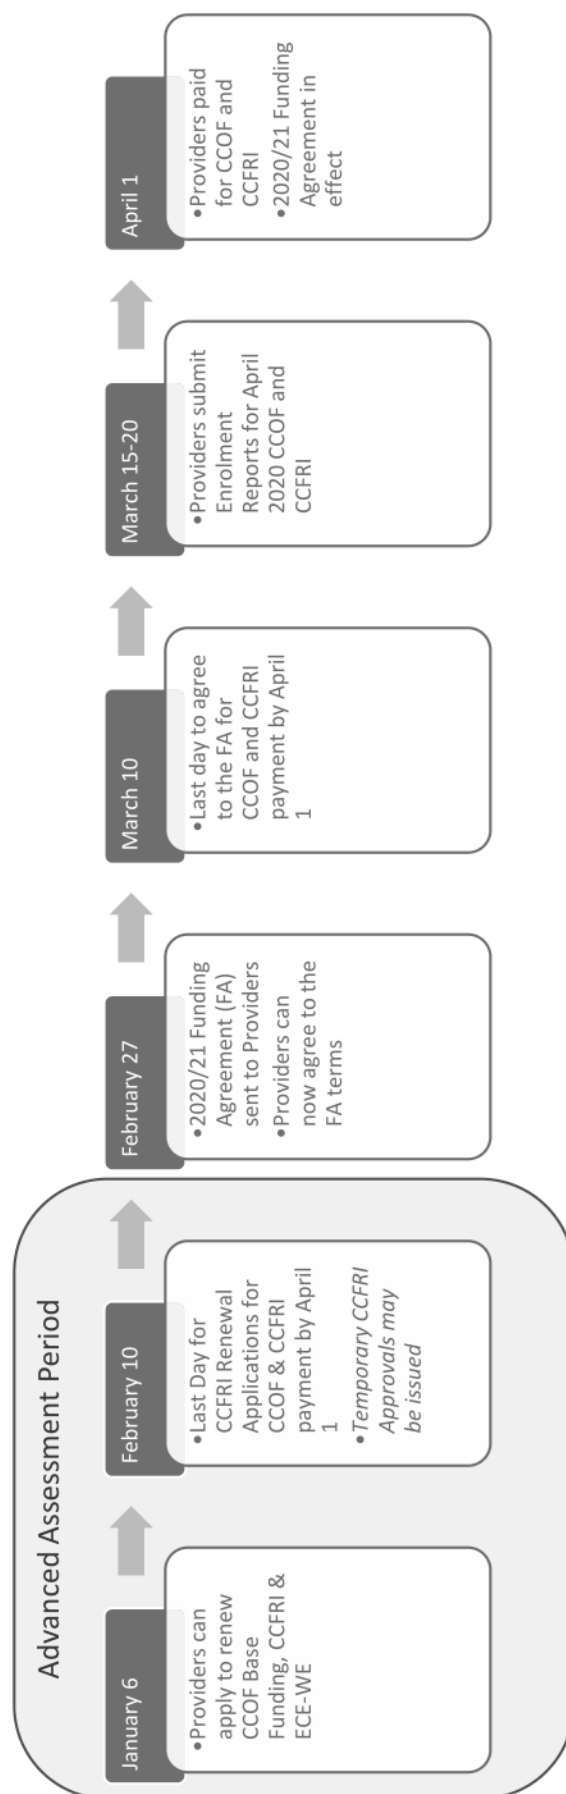 Advanced Assessment Period
January 6
•Providers can
apply to renew
CCOF Base
Funding, CCFRI &
ECE-WE
February 10
•Last Day for
CCFRI Renewal
Applications for
CCOF & CCFRI
payment by April
1
•Temporary CCFRI
Approvals may
be issued
February 27
•2020/21 Funding
Agreement (FA)
sent to Providers
•Providers can
now agree to the
FA terms
March 10
•Last day to agree
to the FA for
CCOF and CCFRI
payment by April
1
March 15-20
•Providers submit
Enrolment
Reports for April
2020 CCOF and
CCFRI
April 1
•Providers paid
for CCOF and
CCFRI
•2020/21 Funding
Agreement in
effect